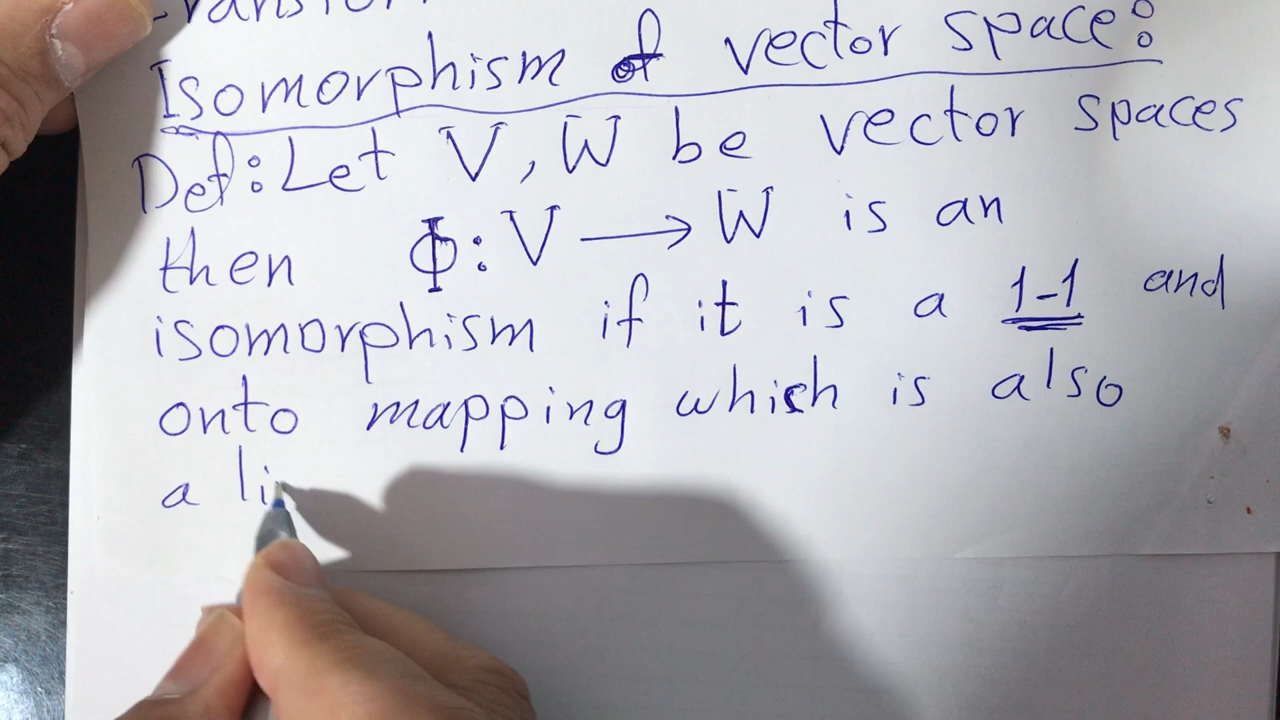 Isomorphism of vector space:
Def: Let V, W be vector spaces
then Φ: V → W is an
isomorphism if it is a 1-1 and
onto mapping which is also
a li